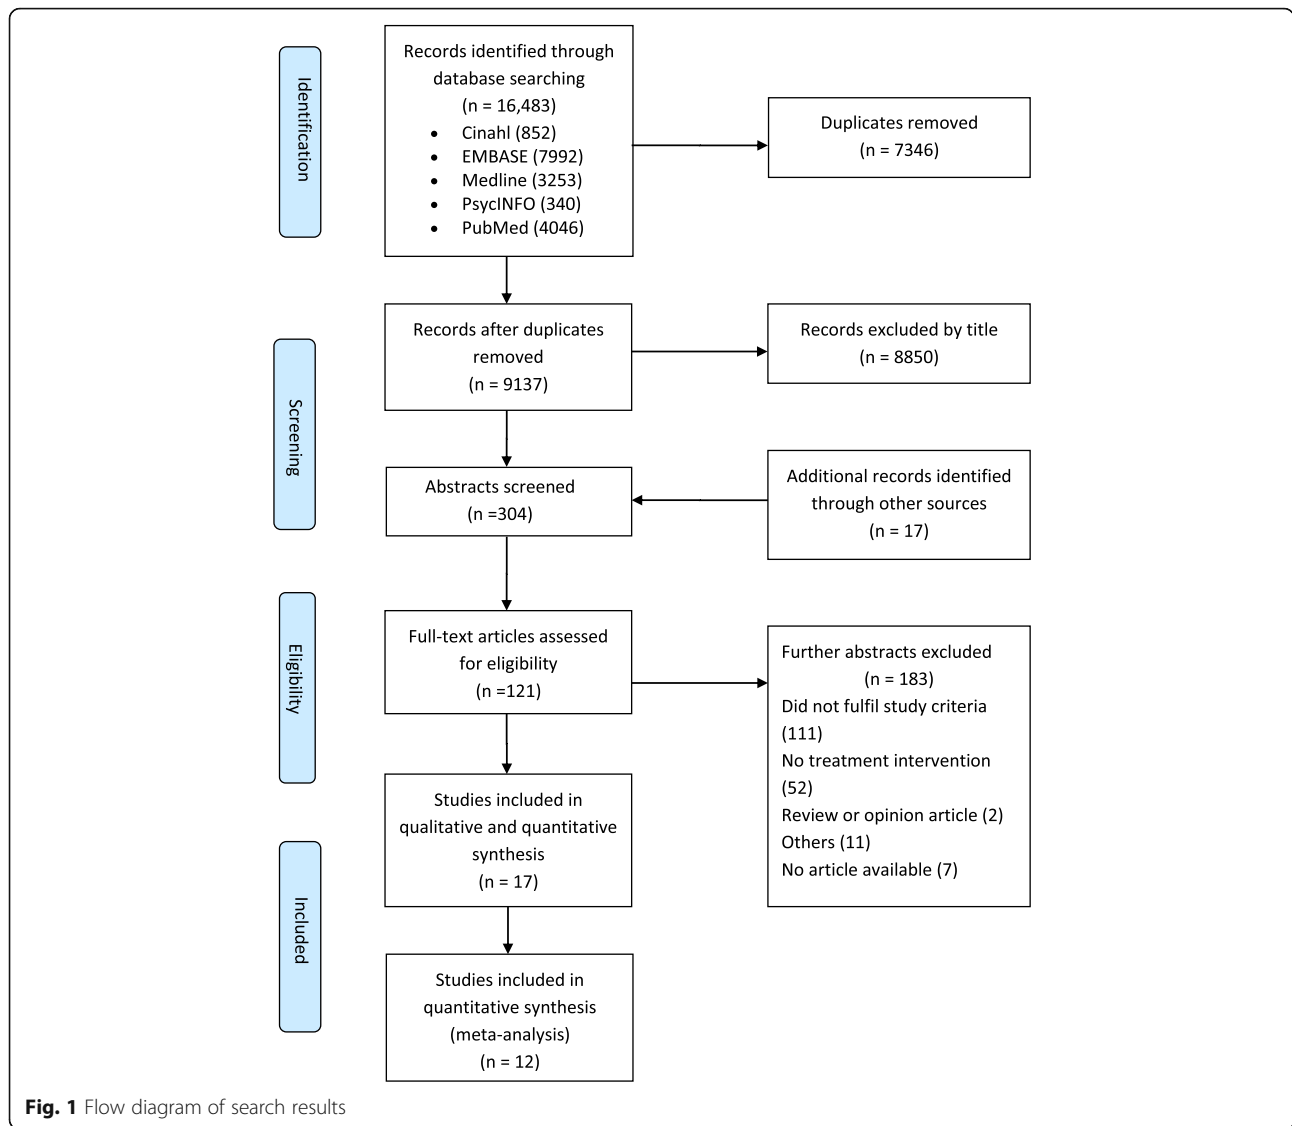 Identification
Records identified through
database searching
(n = 16,483)
• Cinahl (852)
• EMBASE (7992)
• Medline (3253)
• PsycINFO (340)
• PubMed (4046)
Duplicates removed
(n = 7346)
Screening
Records after duplicates
removed
(n = 9137)
Records excluded by title
(n = 8850)
Abstracts screened
(n =304)
Additional records identified
through other sources
(n = 17)
Eligibility
Full-text articles assessed
for eligibility
(n =121)
Further abstracts excluded
(n = 183)
Did not fulfil study criteria
(111)
No treatment intervention
(52)
Review or opinion article (2)
Others (11)
No article available (7)
Studies included in
qualitative and quantitative
synthesis
(n = 17)
Included
Studies included in
quantitative synthesis
(meta-analysis)
(n = 12)
Fig. 1 Flow diagram of search results